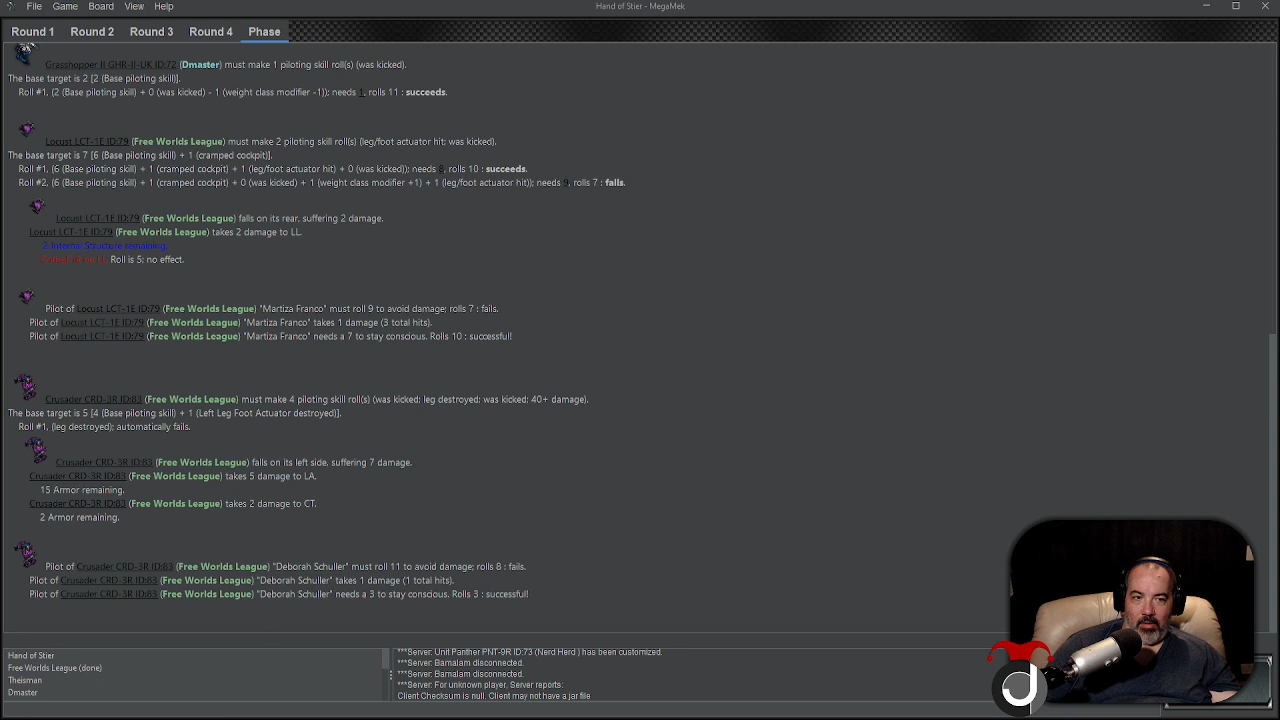 File Game Board View Help
Hand of Stier - MegaMek
Round 1 Round 2 Round 3 Round 4 Phase
Grasshopper II GHR-II-UK ID:72 (Dmaster) must make 1 piloting skill roll(s) (was kicked).
The base target is 2 [2 (Base piloting skill)].
Roll #1, (2 (Base piloting skill) + 0 (was kicked) - 1 (weight class modifier -1)); needs 1, rolls 11 : succeeds.
Locust LCT-1E ID:79 (Free Worlds League) must make 2 piloting skill roll(s) (leg/foot actuator hit; was kicked).
The base target is 7 [6 (Base piloting skill) + 1 (cramped cockpit)].
Roll #1, (6 (Base piloting skill) + 1 (cramped cockpit) + 1 (leg/foot actuator hit) + 0 (was kicked)); needs 8, rolls 10 : succeeds.
Roll #2, (6 (Base piloting skill) + 1 (cramped cockpit) + 0 (was kicked) + 1 (weight class modifier +1) + 1 (leg/foot actuator hit)); needs 9, rolls 7 : falls.
Locust LCT-1E ID:79 (Free Worlds League) falls on its rear, suffering 2 damage.
Locust LCT-1E ID:79 (Free Worlds League) takes 2 damage to LL.
2 Internal Structure remaining.
Roll is 5; no effect.
Pilot of Locust LCT-1E ID:79 (Free Worlds League) "Martiza Franco" must roll 9 to avoid damage; rolls 7 : fails.
Pilot of Locust LCT-1E ID:79 (Free Worlds League) "Martiza Franco" takes 1 damage (3 total hits).
Pilot of Locust LCT-1E ID:79 (Free Worlds League) "Martiza Franco" needs a 7 to stay conscious. Rolls 10 : successful!
Crusader CRD-3R ID:83 (Free Worlds League) must make 4 piloting skill roll(s) (was kicked; leg destroyed; was kicked; 40+ damage).
The base target is 5 [4 (Base piloting skill) + 1 (Left Leg Foot Actuator destroyed)].
Roll #1, (leg destroyed); automatically fails.
Crusader CRD-3R ID:83 (Free Worlds League) falls on its left side, suffering 7 damage.
Crusader CRD-3R ID:83 (Free Worlds League) takes 5 damage to LA.
15 Armor remaining.
Crusader CRD-3R ID:83 (Free Worlds League) takes 2 damage to CT.
2 Armor remaining.
Pilot of Crusader CRD-3R ID:83 (Free Worlds League) "Deborah Schuller" must roll 11 to avoid damage; rolls 8 : fails.
Pilot of Crusader CRD-3R ID:83 (Free Worlds League) "Deborah Schuller" takes 1 damage (1 total hits).
Pilot of Crusader CRD-3R ID:83 (Free Worlds League) "Deborah Schuller" needs a 3 to stay conscious. Rolls 3 : successful!
Hand of Stier
Free Worlds League (done)
Theisman
Dmaster
***Server: Unit Panther PNT-9R ID:73 (Nerd Herd ) has been customized.
***Server: Bamalam disconnected.
***Server: Bamalam disconnected.
***Server: For unknown player, Server reports:
Client Checksum is null. Client may not have a jar file